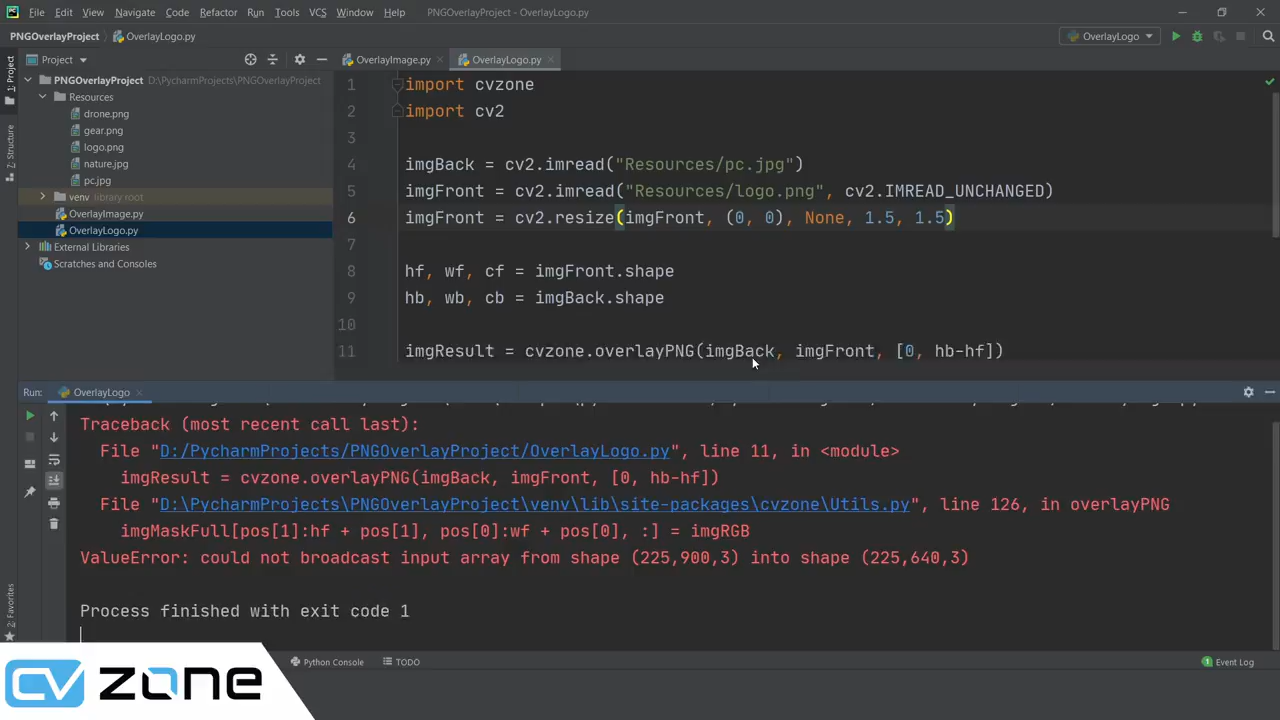 File Edit View Navigate Code Refactor Run Tools VCS Window Help PNGOverlayProject - OverlayLogo.py
PNGOverlayProject OverlayLogo.py OverlayLogo
1: Project
Project
OverlayImage.py OverlayLogo.py
PNGOverlayProject D:\PycharmProjects\PNGOverlayProject
Resources
drone.png
gear.png
logo.png
nature.jpg
pc.jpg
venv library root
OverlayImage.py
OverlayLogo.py
External Libraries
Scratches and Consoles
7: Structure
1 import cvzone
2 import cv2
3
4 imgBack = cv2.imread("Resources/pc.jpg")
5 imgFront = cv2.imread("Resources/logo.png", cv2.IMREAD_UNCHANGED)
6 imgFront = cv2.resize(imgFront, (0, 0), None, 1.5, 1.5)
7
8 hf, wf, cf = imgFront.shape
9 hb, wb, cb = imgBack.shape
10
11 imgResult = cvzone.overlayPNG(imgBack, imgFront, [0, hb-hf])
Run: OverlayLogo
Traceback (most recent call last):
File "D:/PycharmProjects/PNGOverlayProject/OverlayLogo.py", line 11, in <module>
imgResult = cvzone.overlayPNG(imgBack, imgFront, [0, hb-hf])
File "D:\PycharmProjects\PNGOverlayProject\venv\lib\site-packages\cvzone\Utils.py", line 126, in overlayPNG
imgMaskFull[pos[1]:hf + pos[1], pos[0]:wf + pos[0], :] = imgRGB
ValueError: could not broadcast input array from shape (225,900,3) into shape (225,640,3)
Process finished with exit code 1
2: Favorites
Python Console TODO 1 Event Log
CV zone